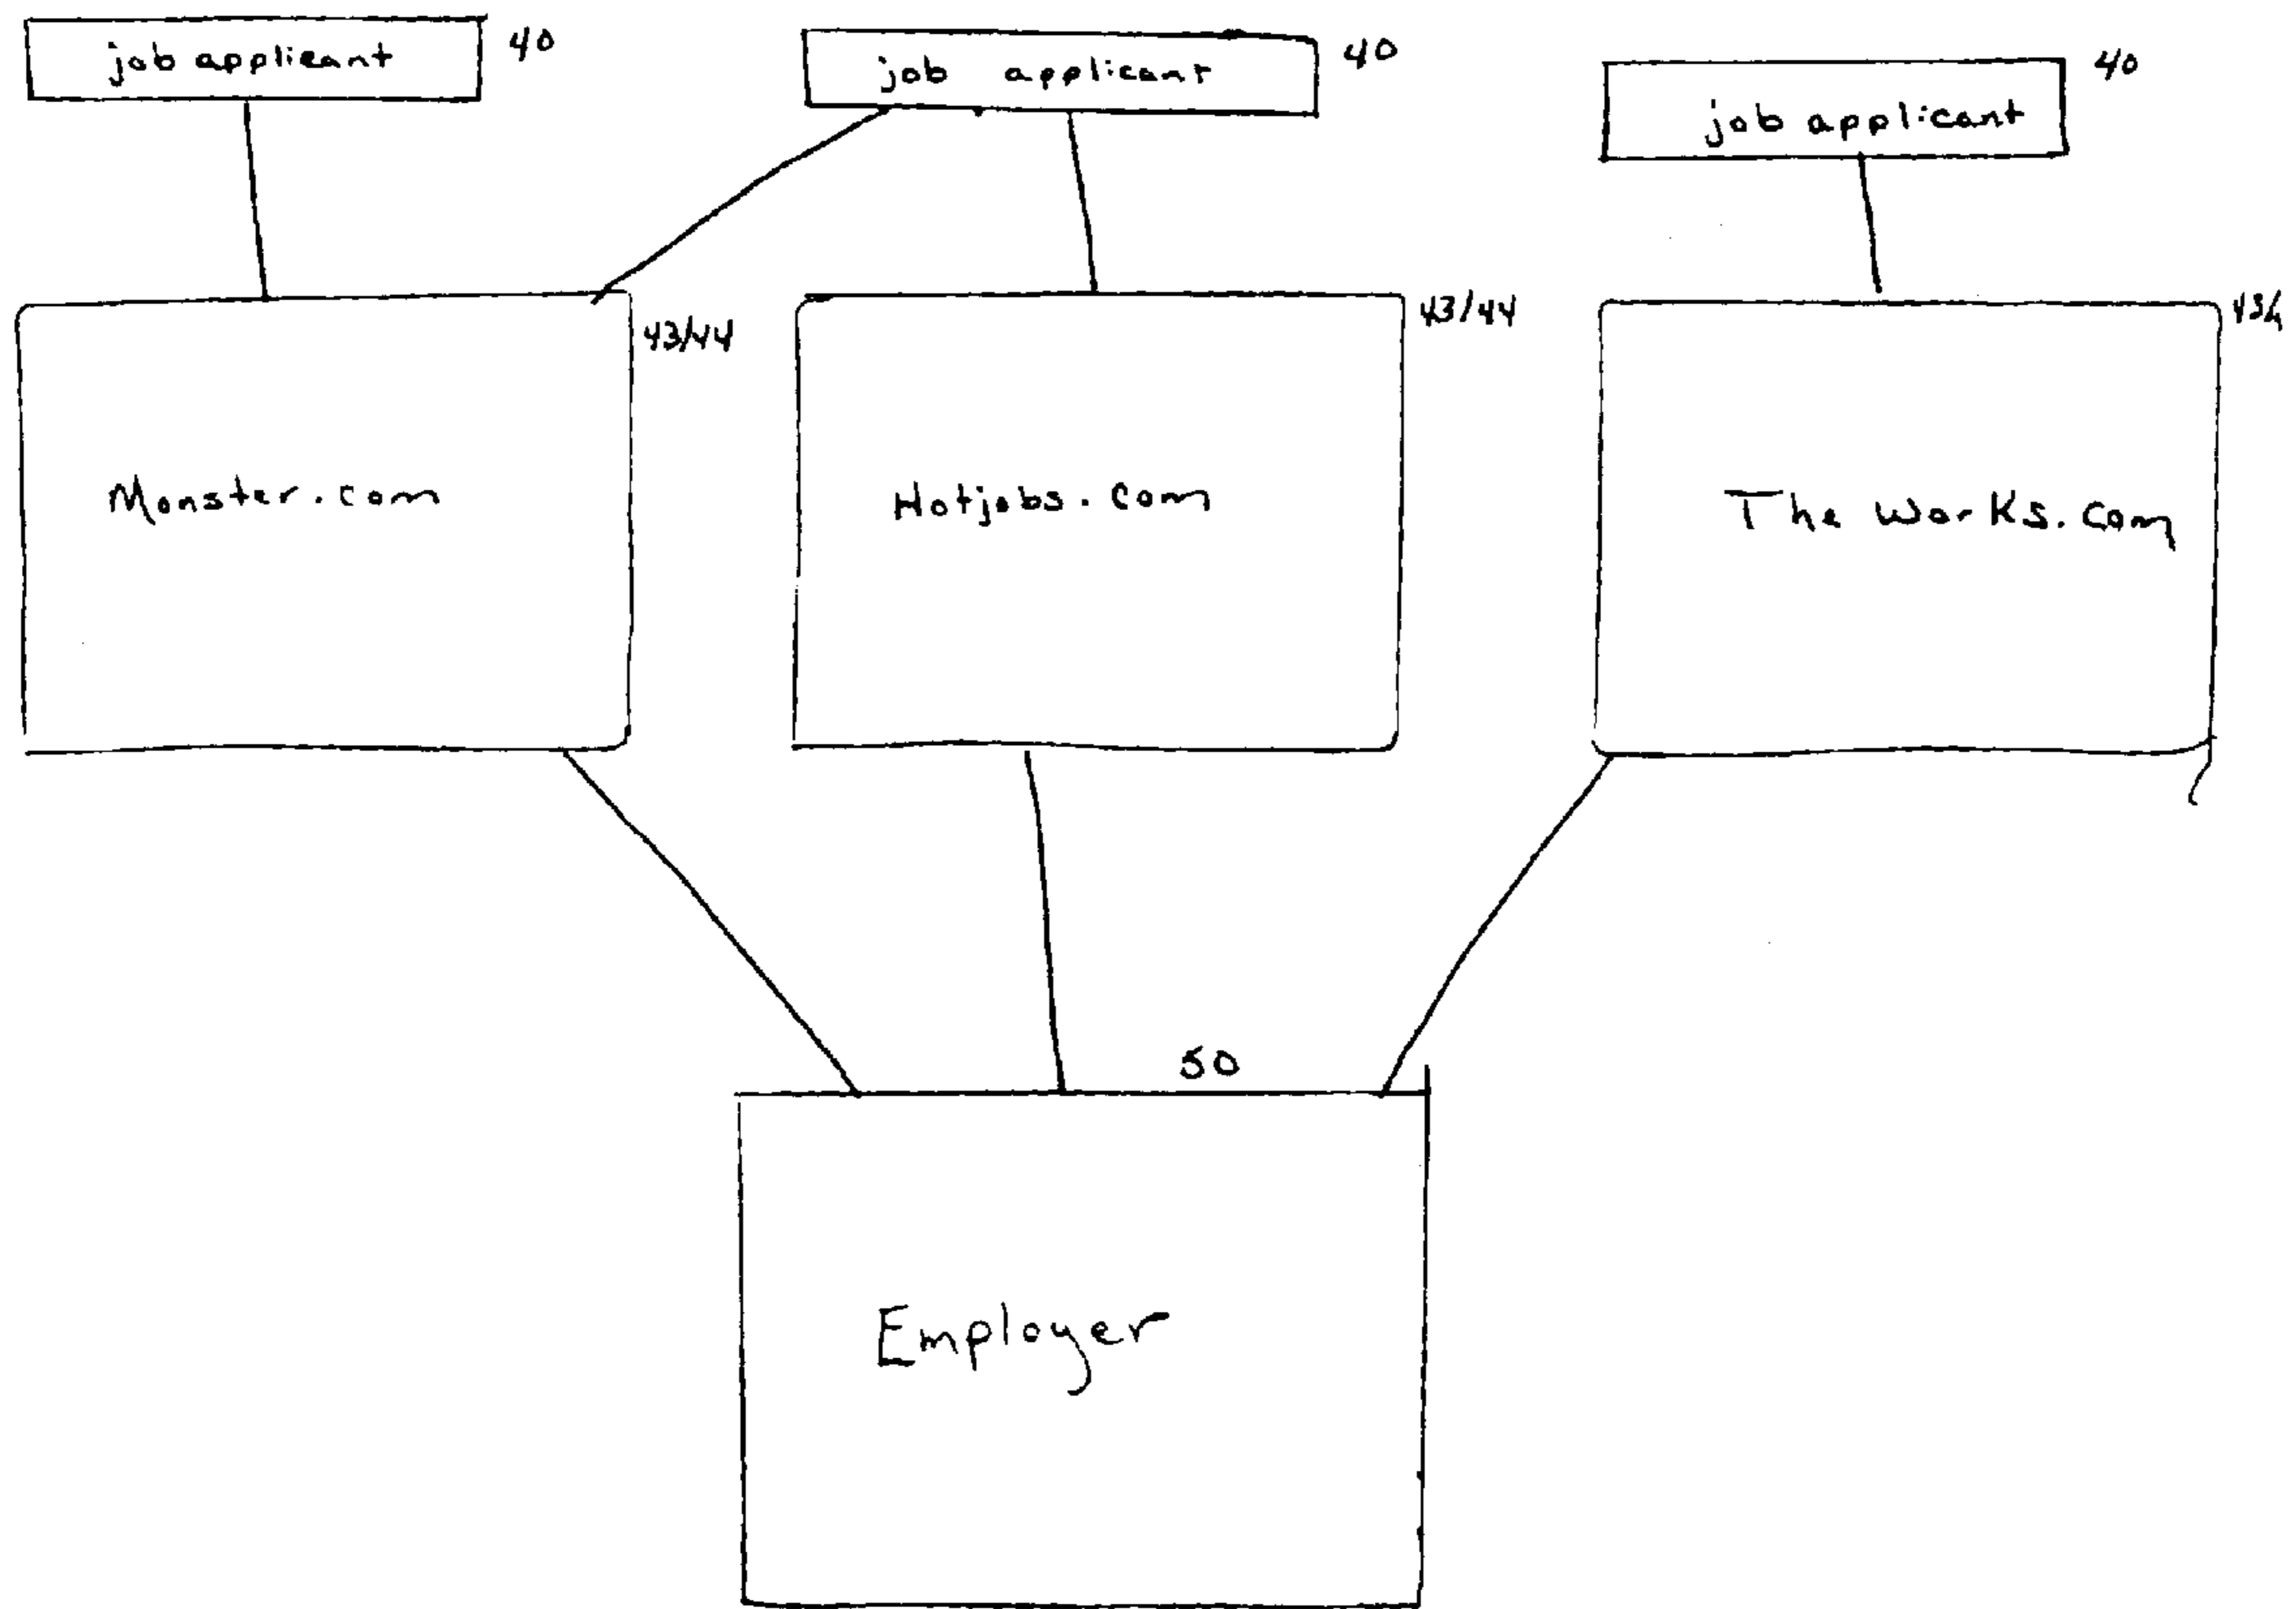 job applicant 40
job applicant 40
job applicant 40
43/44
43/44
Monster.com
Hotjobs.com
The Works.com
50
Employer